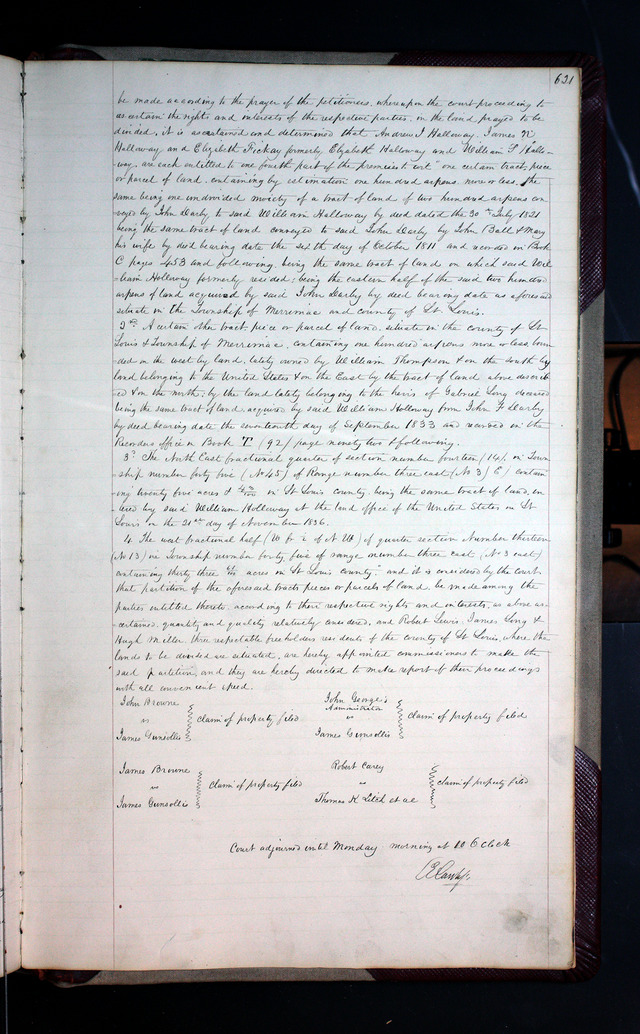 621
be made according to the prayer of the petitioners, whereupon the court proceeding to
ascertain the rights and interests of the respective parties, in the land prayed to be
divided, it is ascertained and determined that Andrew J Halloway. James N
Halloway and Elizabeth Fickay formerly Elizabeth Halloway and William S Hallo-
way, are each entitled to one fourth part of the premises to wit "one certain tract, piece
or parcel of land, containing by estimation one hundred arpens, more or less, the
same being one undivided moiety of a tract of land of two hundred arpens con
veyed by John Darby to said William Halloway by deed dated the 30th July 1821
being the same tract of land conveyed to said John Darby by John Ball & Mary
his wife by deed bearing date the day of October 1811 and recorded in Book
C pages 453 and following, being the same tract of land on which said Wil
=liam Halloway formerly resided, being the eastern half of the said two hundred
arpens of land acquired by said John Darby by deed bearing date as aforesaid
situate in the Township of Merrimac and county of St. Louis.
2nd A certain other tract piece or parcel of land, situate in the county of St
Louis & Township of Merrimac, containing one hundred arpens more or less, boun
ded on the west by land, lately owned by William Thompson & on the south by
land belonging to the United States & on the East by the tract of land above describ
ed & on the north, by the land lately belonging to the heirs of Gabriel Long deceased
being the same tract of land acquired by said William Halloway from John F Darby
by deed bearing date the seventeenth day of September 1833 and recorded in the
Recorders office in Book T (92) page ninety two & following.
3d The North East fractional quarter of section number fourteen (14) in Town
ship number forty five (No 45) of Range number three east (No 3) E) contain
ing twenty five acres & in St Louis county, being the same tract of land, en
tered by said William Halloway at the land office of the United States in St
Louis on the 21st day of November 1836.
4 The west fractional half (W fr ½ of N W) of quarter section Number thirteen
(No 13) in Township number forty five of range number three east (No 3 east)
containing thirty three acres in St Louis county" and it is considered by the court
that partition of the aforesaid tracts pieces or parcels of land, be made among the
parties entitled thereto, according to their respective rights and interests, as above as-
certained, quantity and quality relatively considered, and Robert Lewis, James Long &
Hugh Miller three respectable freeholders residents of the county of St Louis, where the
lands to be divided are situated, are hereby appointed commissioners to make the
said partition, and they are hereby directed to make report of their proceedings
with all convenient speed.
John Browne
vs
James Gunsollis
claim of property filed
John George's
Administrator
vs
James Gunsollis
claim of property filed
James Browne
vs
James Gunsollis
claim of property filed
Robert Carey
vs
Thomas K et al
claim of property filed
Court adjourned until Monday morning at 10 O clock